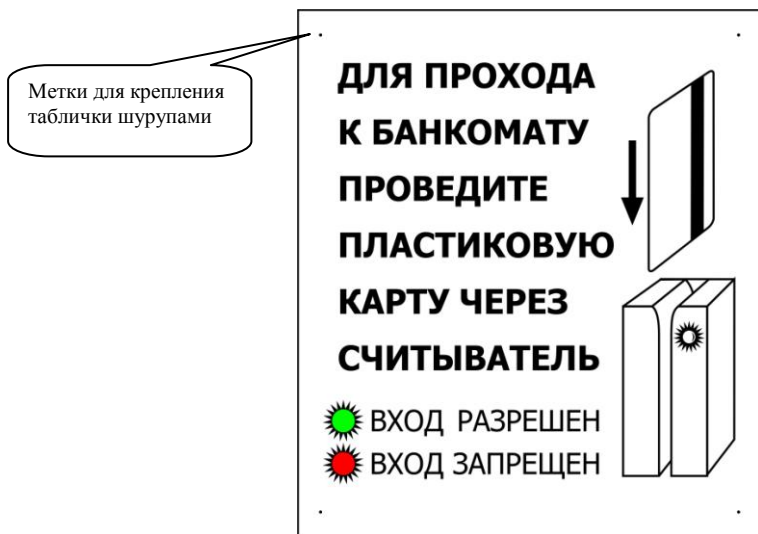 Метки для крепления
таблички шурупами
ДЛЯ ПРОХОДА
К БАНКОМАТУ
ПРОВЕДИТЕ
ПЛАСТИКОВУЮ
КАРТУ ЧЕРЕЗ
СЧИТЫВАТЕЛЬ
ВХОД РАЗРЕШЕН
ВХОД ЗАПРЕЩЕН